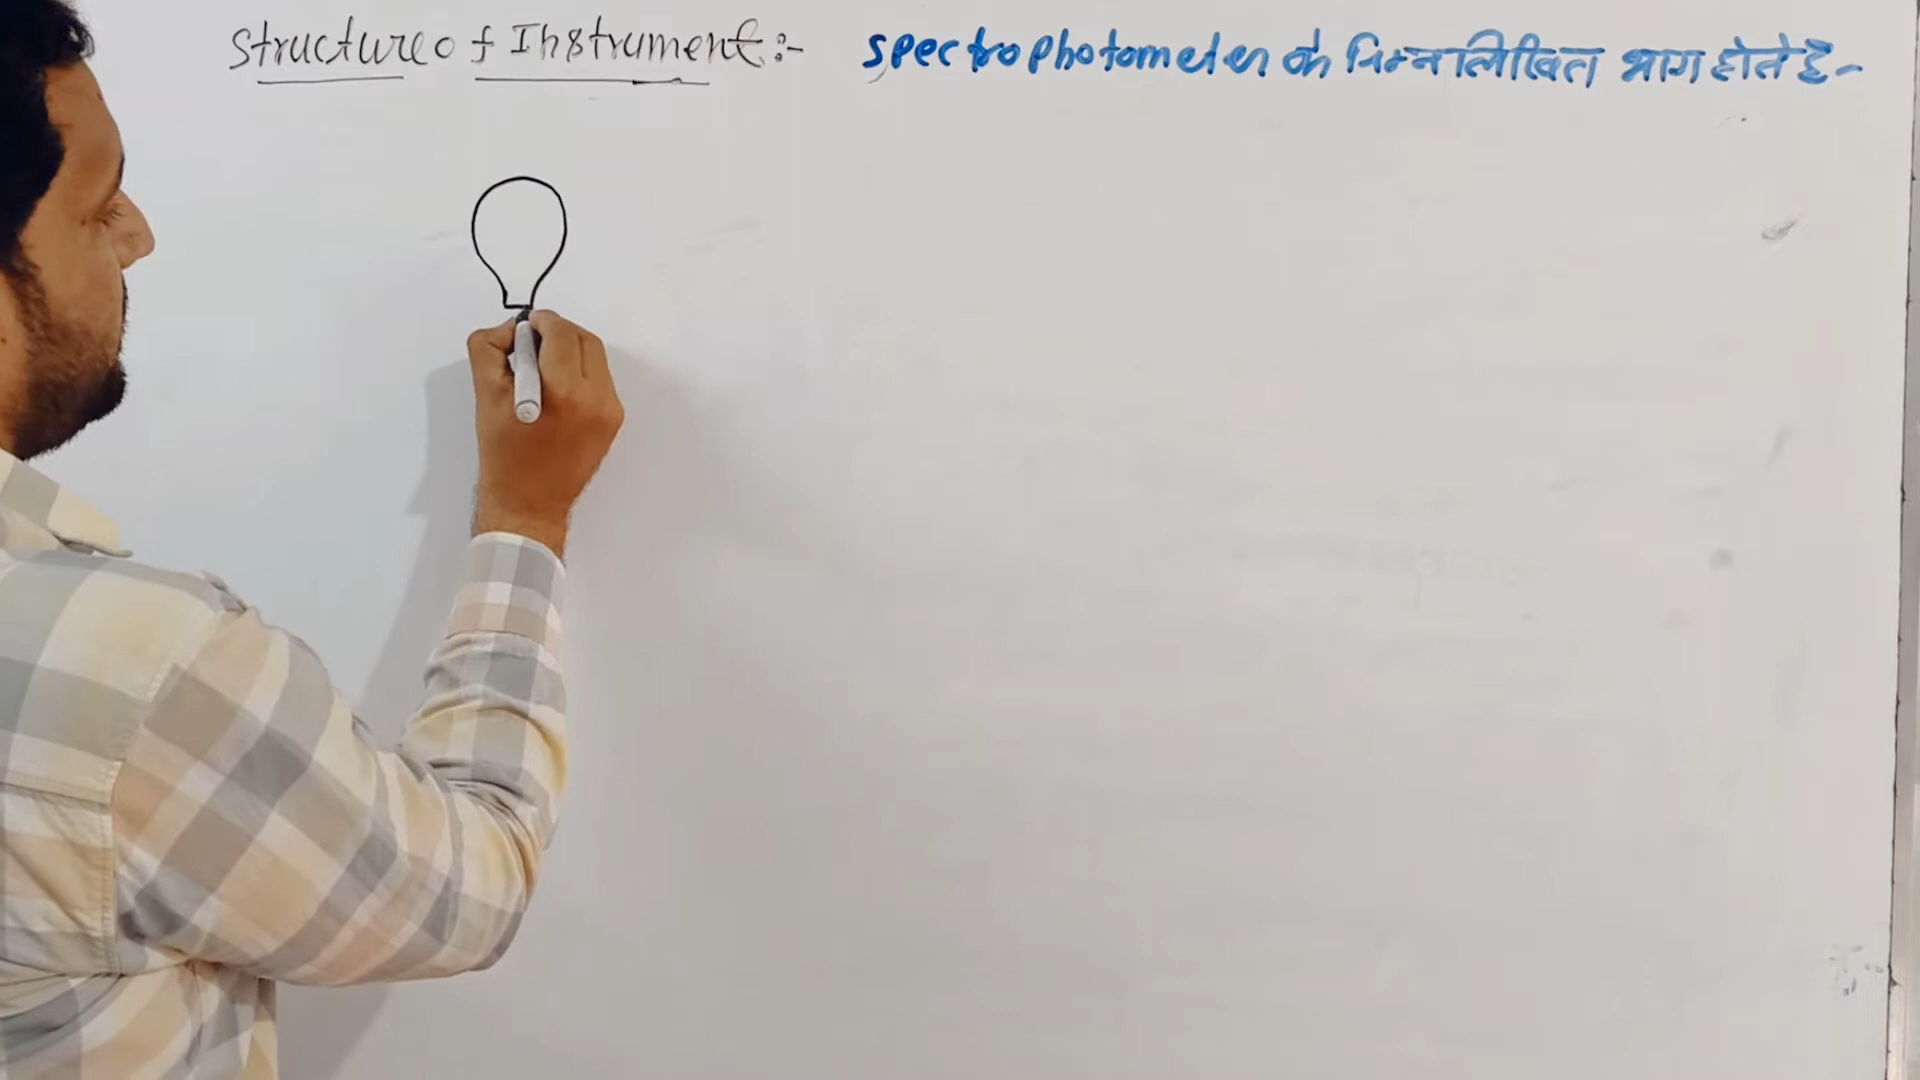 Structure of Instrument :- Spectrophotometer के निम्नलिखित भाग होते हैं -